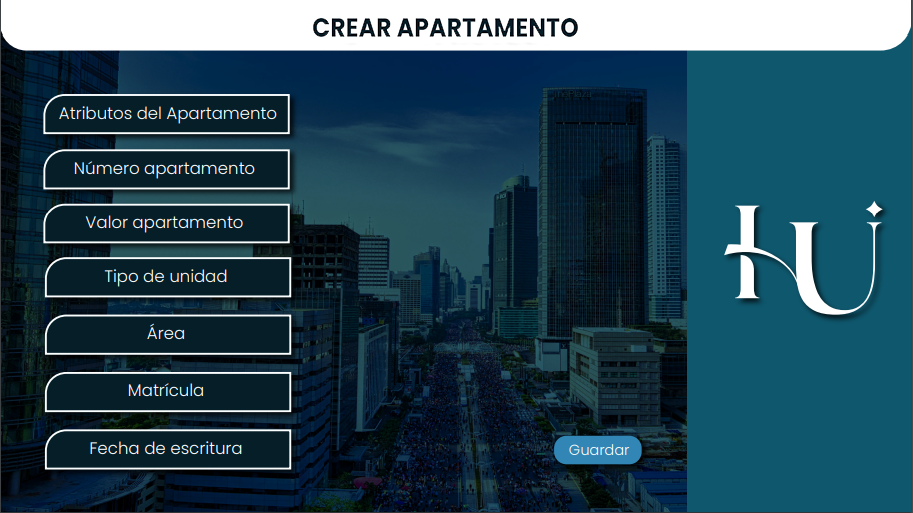 CREAR APARTAMENTO
Atributos del Apartamento
Número apartamento
Valor apartamento
Tipo de unidad
Área
Matrícula
Fecha de escritura
Guardar
HU